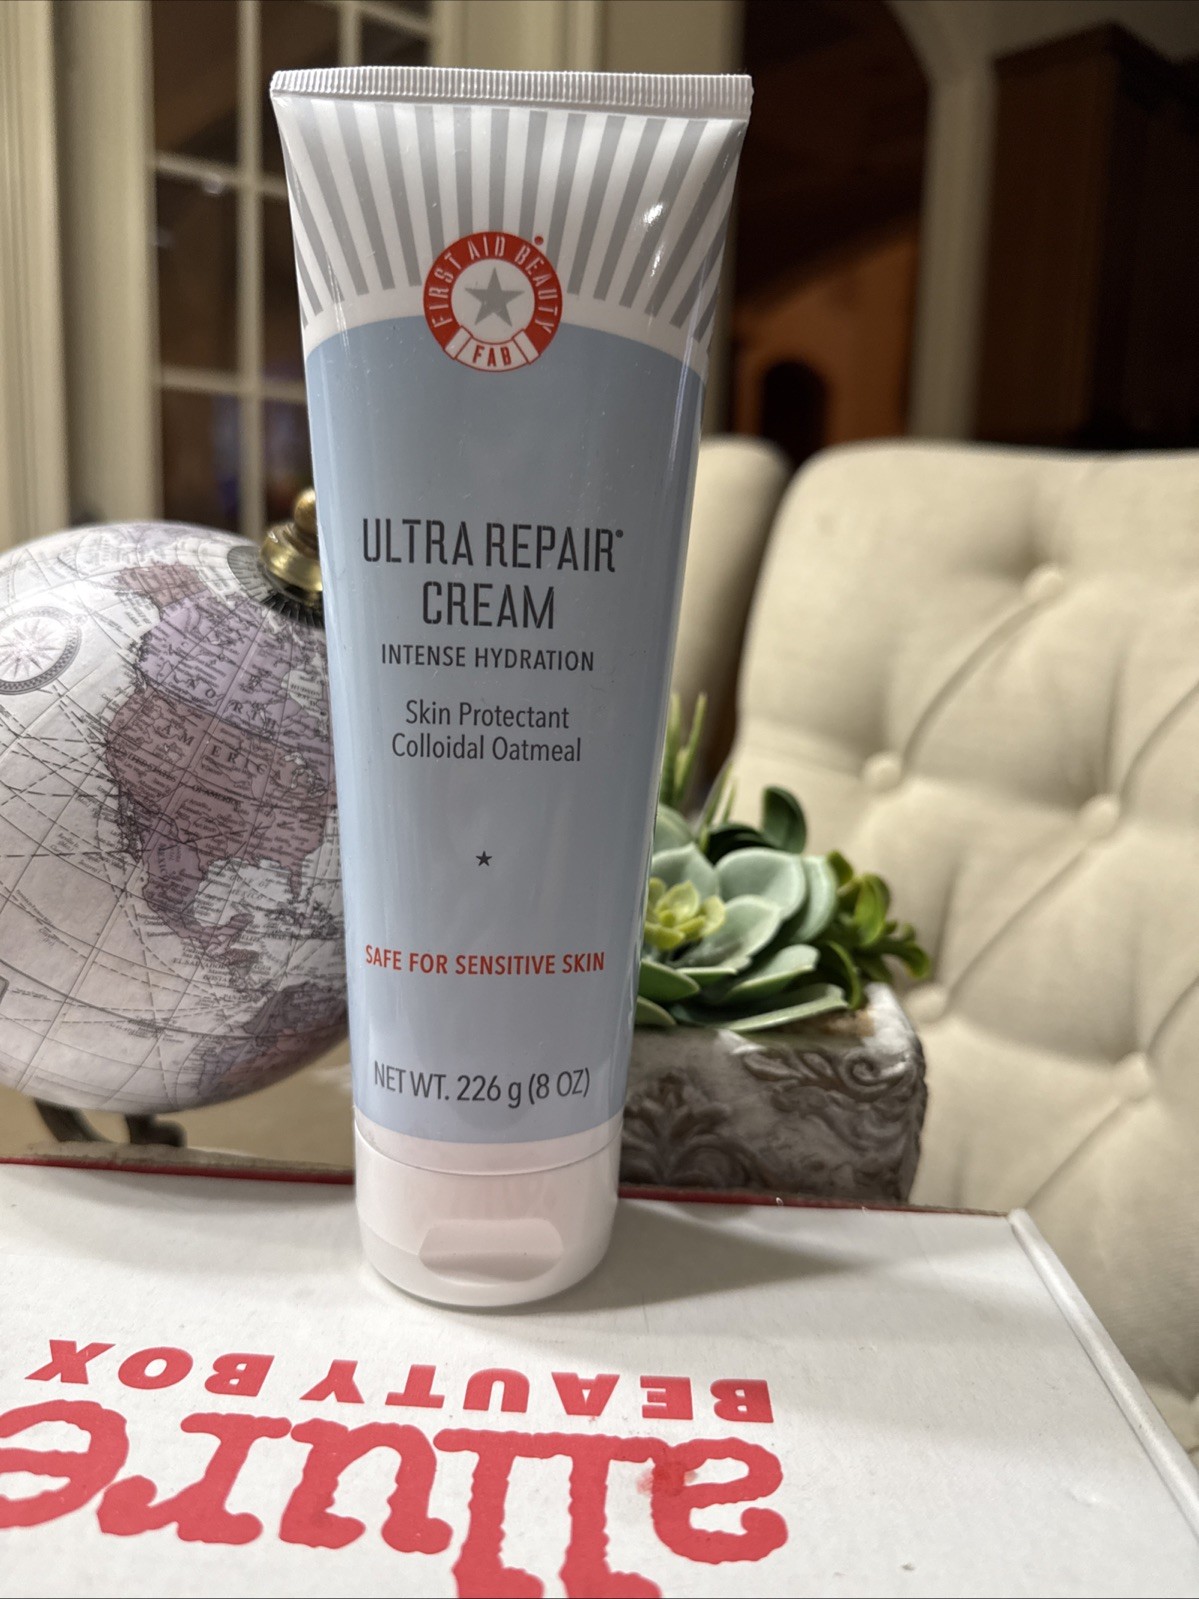 FIRST AID BEAUTY
FAB
ULTRA REPAIR®
CREAM
INTENSE HYDRATION
Skin Protectant
Colloidal Oatmeal
SAFE FOR SENSITIVE SKIN
NET WT. 226 g (8 OZ)
allure
BEAUTY BOX